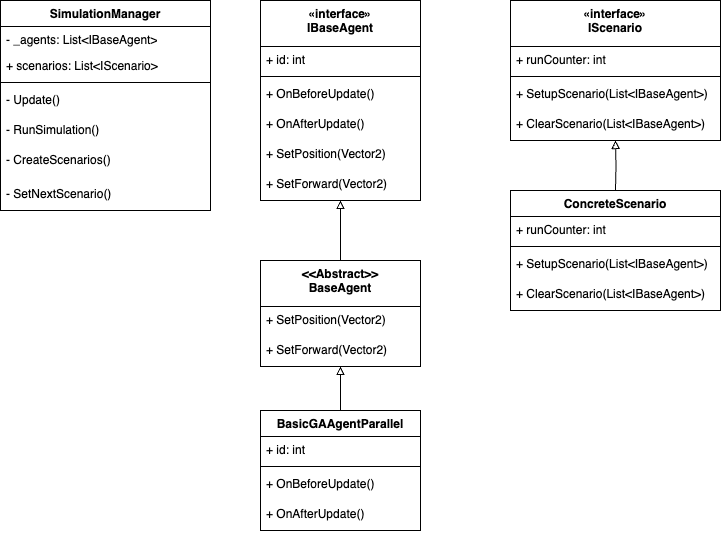 SimulationManager
- _agents: List<IBaseAgent>
+ scenarios: List<IScenario>
- Update()
- RunSimulation()
- CreateScenarios()
- SetNextScenario()
«interface»
IBaseAgent
+ id: int
+ OnBeforeUpdate()
+ OnAfterUpdate()
+ SetPosition(Vector2)
+ SetForward(Vector2)
<<Abstract>>
BaseAgent
+ SetPosition(Vector2)
+ SetForward(Vector2)
BasicGAAgentParallel
+ id: int
+ OnBeforeUpdate()
+ OnAfterUpdate()
«interface»
IScenario
+ runCounter: int
+ SetupScenario(List<IBaseAgent>)
+ ClearScenario(List<IBaseAgent>)
ConcreteScenario
+ runCounter: int
+ SetupScenario(List<IBaseAgent>)
+ ClearScenario(List<IBaseAgent>)